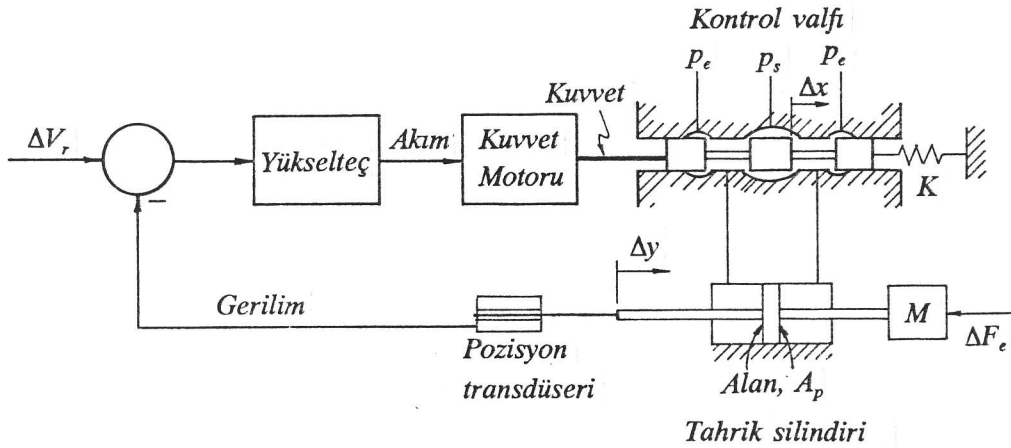 Kontrol valfı
p_e p_s p_e
Δx
Kuvvet
ΔV_r
Yükselteç
Akım
Kuvvet
Motoru
K
−
Δy
Gerilim
M
ΔF_e
Pozisyon
transdüseri
Alan, A_p
Tahrik silindiri